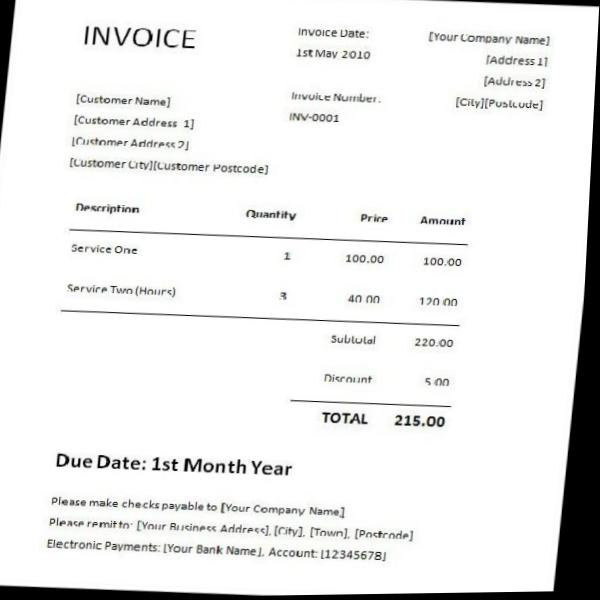 INVOICE
Invoice Date:
1st May 2010
Invoice Number:
INV-0001
[Your Company Name]
[Address 1]
[Address 2]
[City][Postcode]
[Customer Name]
[Customer Address 1]
[Customer Address 2]
[Customer City][Customer Postcode]
Description Quantity Price Amount
Service One 1 100.00 100.00
Service Two (Hours) 3 40.00 120.00
Subtotal 220.00
Discount 5.00
TOTAL 215.00
Due Date: 1st Month Year
Please make checks payable to [Your Company Name]
Please remit to: [Your Business Address], [City], [Town], [Postcode]
Electronic Payments: [Your Bank Name], Account: [12345678]